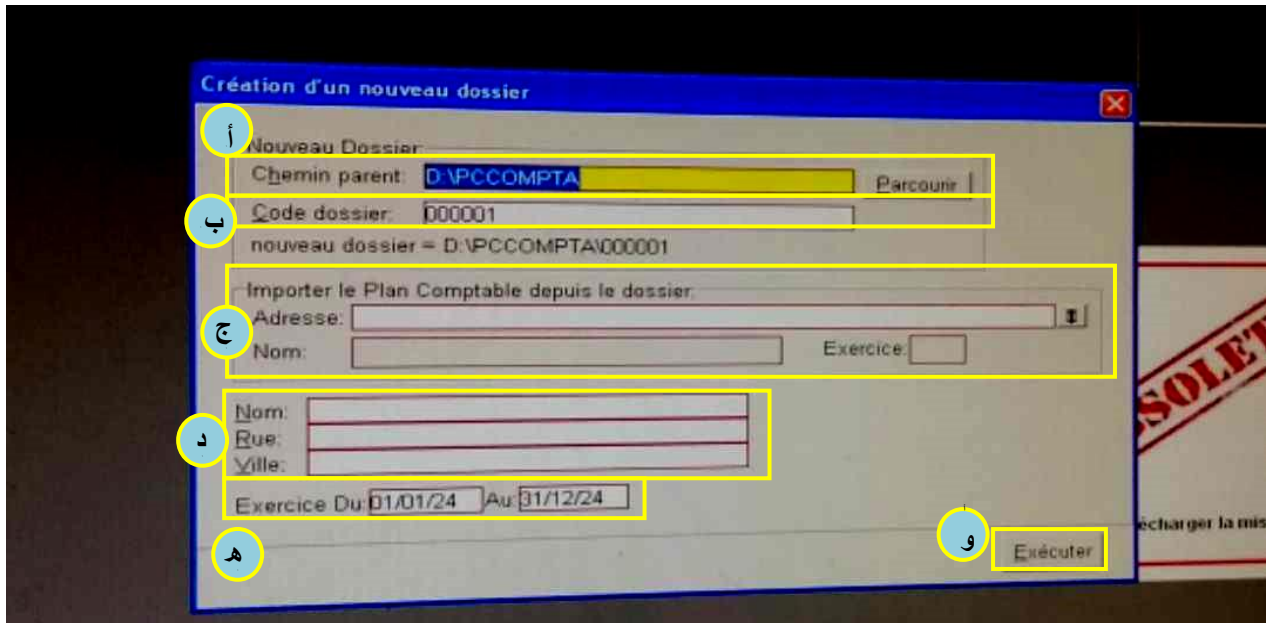 Création d'un nouveau dossier
أ
Nouveau Dossier:
Chemin parent: D:\PCCOMPTA Parcourir
ب
Code dossier: 000001
nouveau dossier = D:\PCCOMPTA\000001
Importer le Plan Comptable depuis le dossier:
Adresse:
ج
Nom: Exercice:
Nom:
د
Rue:
Ville:
Exercice Du: 01/01/24 Au: 31/12/24
ه
و
Exécuter
SOLET
écharger la mis